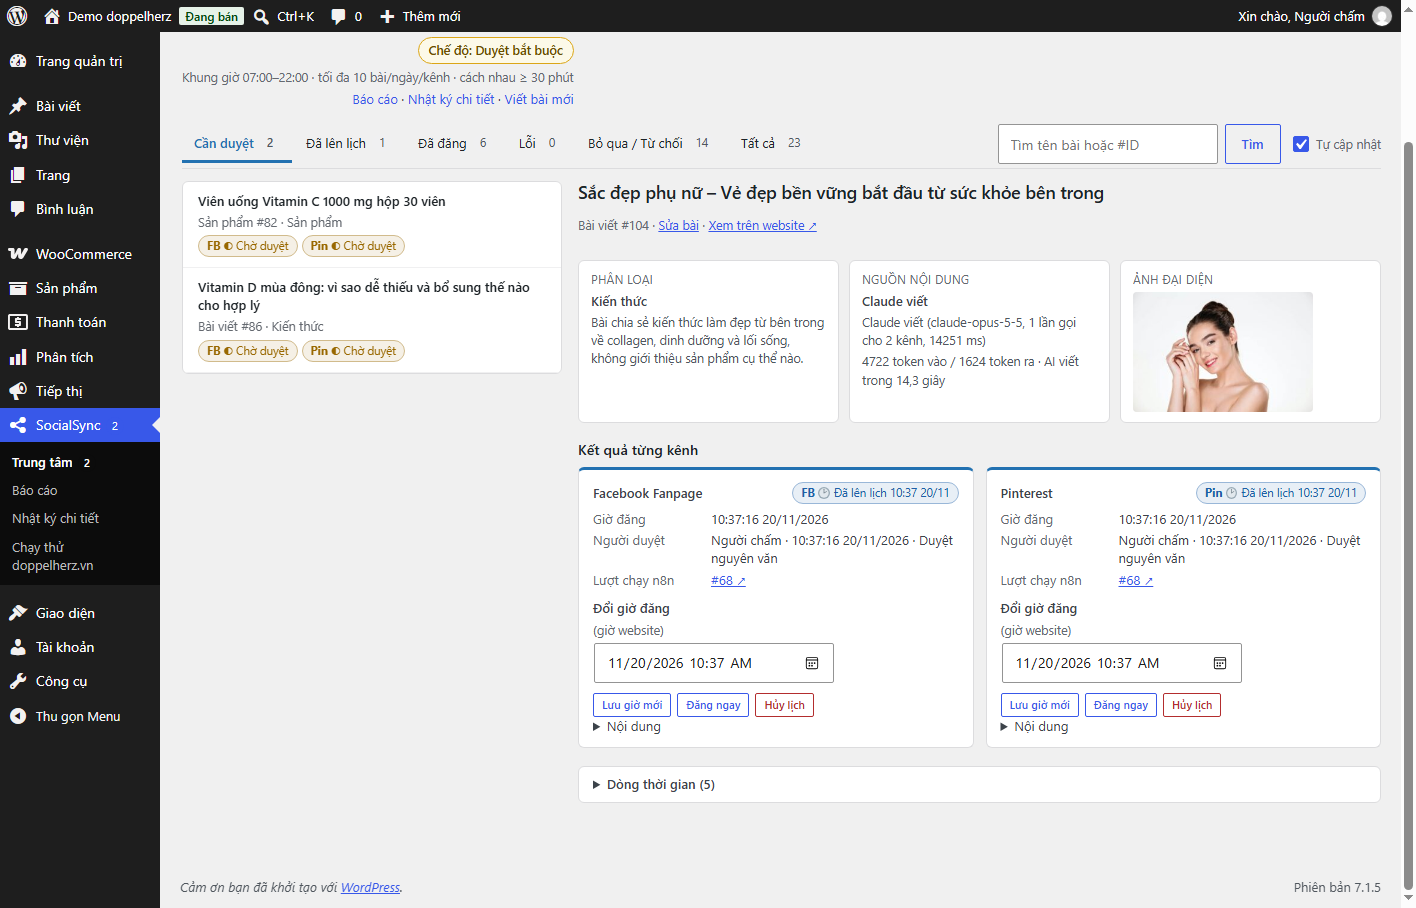 Demo doppelherz Đang bán Ctrl+K 0 Thêm mới
Xin chào, Người chấm
Trang quản trị
Bài viết
Thư viện
Trang
Bình luận
WooCommerce
Sản phẩm
Thanh toán
Phân tích
Tiếp thị
SocialSync 2
Trung tâm 2
Báo cáo
Nhật ký chi tiết
Chạy thử
doppelherz.vn
Giao diện
Tài khoản
Công cụ
Thu gọn Menu
Chế độ: Duyệt bắt buộc
Khung giờ 07:00–22:00 · tối đa 10 bài/ngày/kênh · cách nhau ≥ 30 phút
Báo cáo · Nhật ký chi tiết · Viết bài mới
Cần duyệt 2 Đã lên lịch 1 Đã đăng 6 Lỗi 0 Bỏ qua / Từ chối 14 Tất cả 23
Tìm tên bài hoặc #ID Tìm Tự cập nhật
Viên uống Vitamin C 1000 mg hộp 30 viên
Sản phẩm #82 · Sản phẩm
FB ◐ Chờ duyệt Pin ◐ Chờ duyệt
Vitamin D mùa đông: vì sao dễ thiếu và bổ sung thế nào
cho hợp lý
Bài viết #86 · Kiến thức
FB ◐ Chờ duyệt Pin ◐ Chờ duyệt
Sắc đẹp phụ nữ – Vẻ đẹp bền vững bắt đầu từ sức khỏe bên trong
Bài viết #104 · Sửa bài · Xem trên website ↗
PHÂN LOẠI
Kiến thức
Bài chia sẻ kiến thức làm đẹp từ bên trong
về collagen, dinh dưỡng và lối sống,
không giới thiệu sản phẩm cụ thể nào.
NGUỒN NỘI DUNG
Claude viết
Claude viết (claude-opus-5-5, 1 lần gọi
cho 2 kênh, 14251 ms)
4722 token vào / 1624 token ra · AI viết
trong 14,3 giây
ẢNH ĐẠI DIỆN
Kết quả từng kênh
Facebook Fanpage FB Đã lên lịch 10:37 20/11
Giờ đăng 10:37:16 20/11/2026
Người duyệt Người chấm · 10:37:16 20/11/2026 · Duyệt
nguyên văn
Lượt chạy n8n #68 ↗
Đổi giờ đăng
(giờ website)
11/20/2026 10:37 AM
Lưu giờ mới Đăng ngay Hủy lịch
▶ Nội dung
Pinterest Pin Đã lên lịch 10:37 20/11
Giờ đăng 10:37:16 20/11/2026
Người duyệt Người chấm · 10:37:16 20/11/2026 · Duyệt
nguyên văn
Lượt chạy n8n #68 ↗
Đổi giờ đăng
(giờ website)
11/20/2026 10:37 AM
Lưu giờ mới Đăng ngay Hủy lịch
▶ Nội dung
▶ Dòng thời gian (5)
Cảm ơn bạn đã khởi tạo với WordPress.
Phiên bản 7.1.5